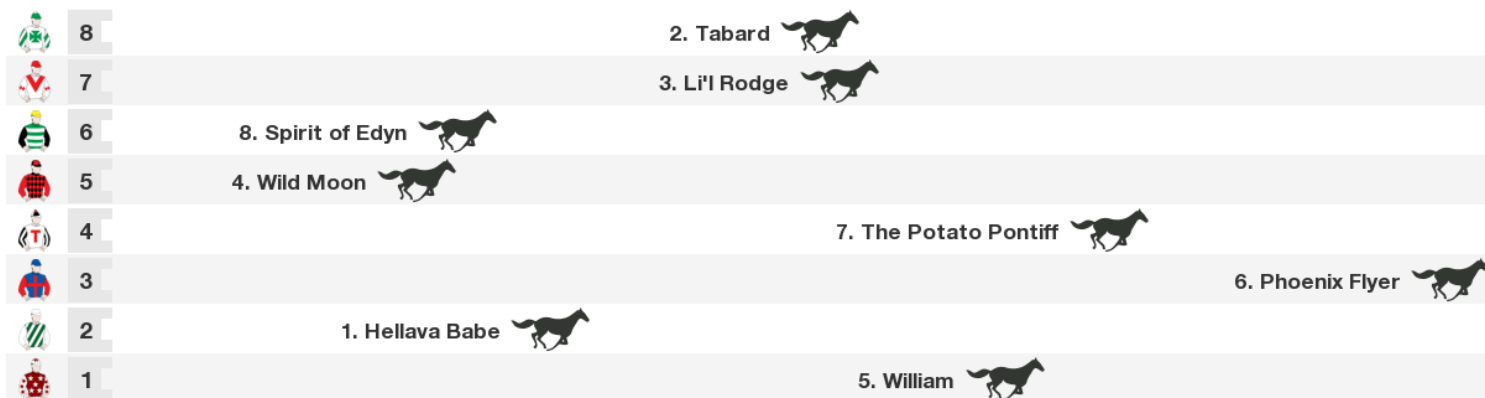 8 2. Tabard
7 3. Li'l Rodge
6 8. Spirit of Edyn
5 4. Wild Moon
T 4 7. The Potato Pontiff
3 6. Phoenix Flyer
2 1. Hellava Babe
1 5. William